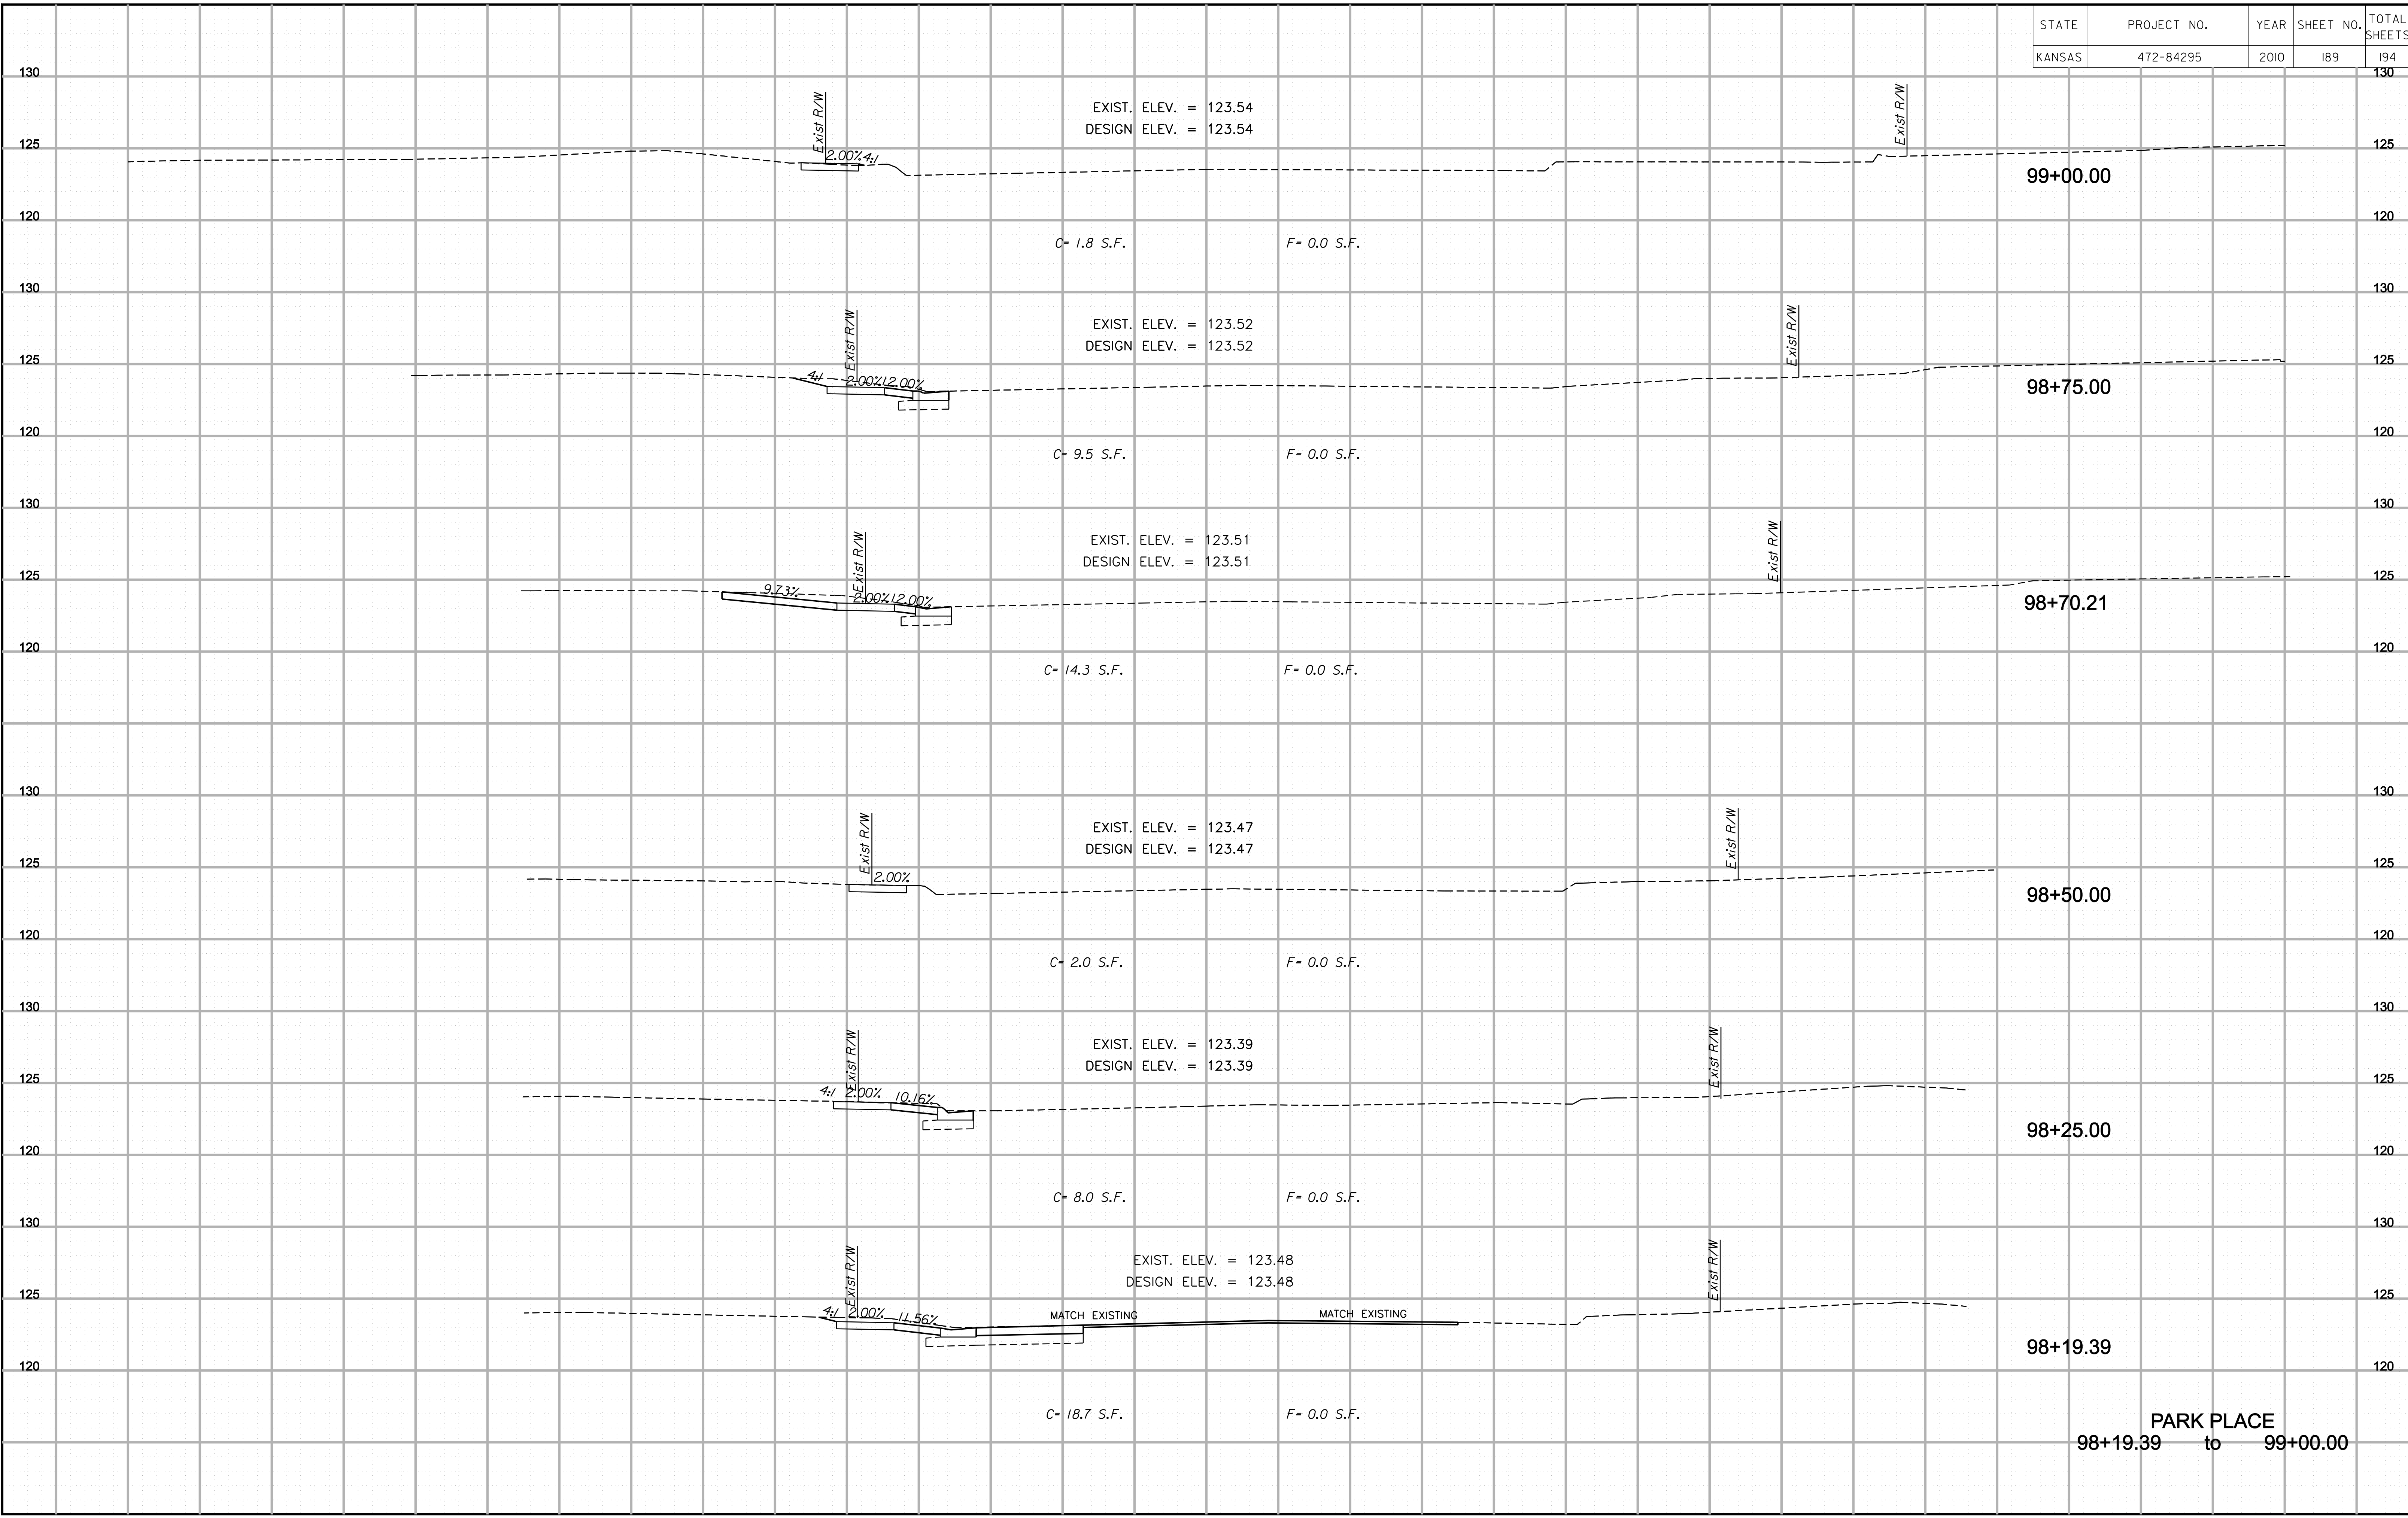 STATE PROJECT NO. YEAR SHEET NO. TOTAL SHEETS
KANSAS 472-84295 2010 189 194
130 130
Exist R/W EXIST. ELEV. = 123.54 Exist R/W
DESIGN ELEV. = 123.54
125 2.00% 4:1 125
99+00.00
120 120
C= 1.8 S.F. F= 0.0 S.F.
130 130
Exist R/W EXIST. ELEV. = 123.52 Exist R/W
DESIGN ELEV. = 123.52
125 125
4:1 2.00% 12.00% 98+75.00
120 120
C= 9.5 S.F. F= 0.0 S.F.
130 130
Exist R/W EXIST. ELEV. = 123.51 Exist R/W
DESIGN ELEV. = 123.51
125 125
9.73% 2.00% 12.00% 98+70.21
120 120
C= 14.3 S.F. F= 0.0 S.F.
130 130
Exist R/W EXIST. ELEV. = 123.47 Exist R/W
DESIGN ELEV. = 123.47
125 125
2.00% 98+50.00
120 120
C= 2.0 S.F. F= 0.0 S.F.
130 130
Exist R/W EXIST. ELEV. = 123.39 Exist R/W
DESIGN ELEV. = 123.39
125 125
4:1 2.00% 10.16%
98+25.00
120 120
C= 8.0 S.F. F= 0.0 S.F.
130 130
Exist R/W EXIST. ELEV. = 123.48 Exist R/W
DESIGN ELEV. = 123.48
125 125
4:1 2.00% 11.56% MATCH EXISTING MATCH EXISTING
98+19.39
120 120
C= 18.7 S.F. F= 0.0 S.F.
PARK PLACE
98+19.39 to 99+00.00